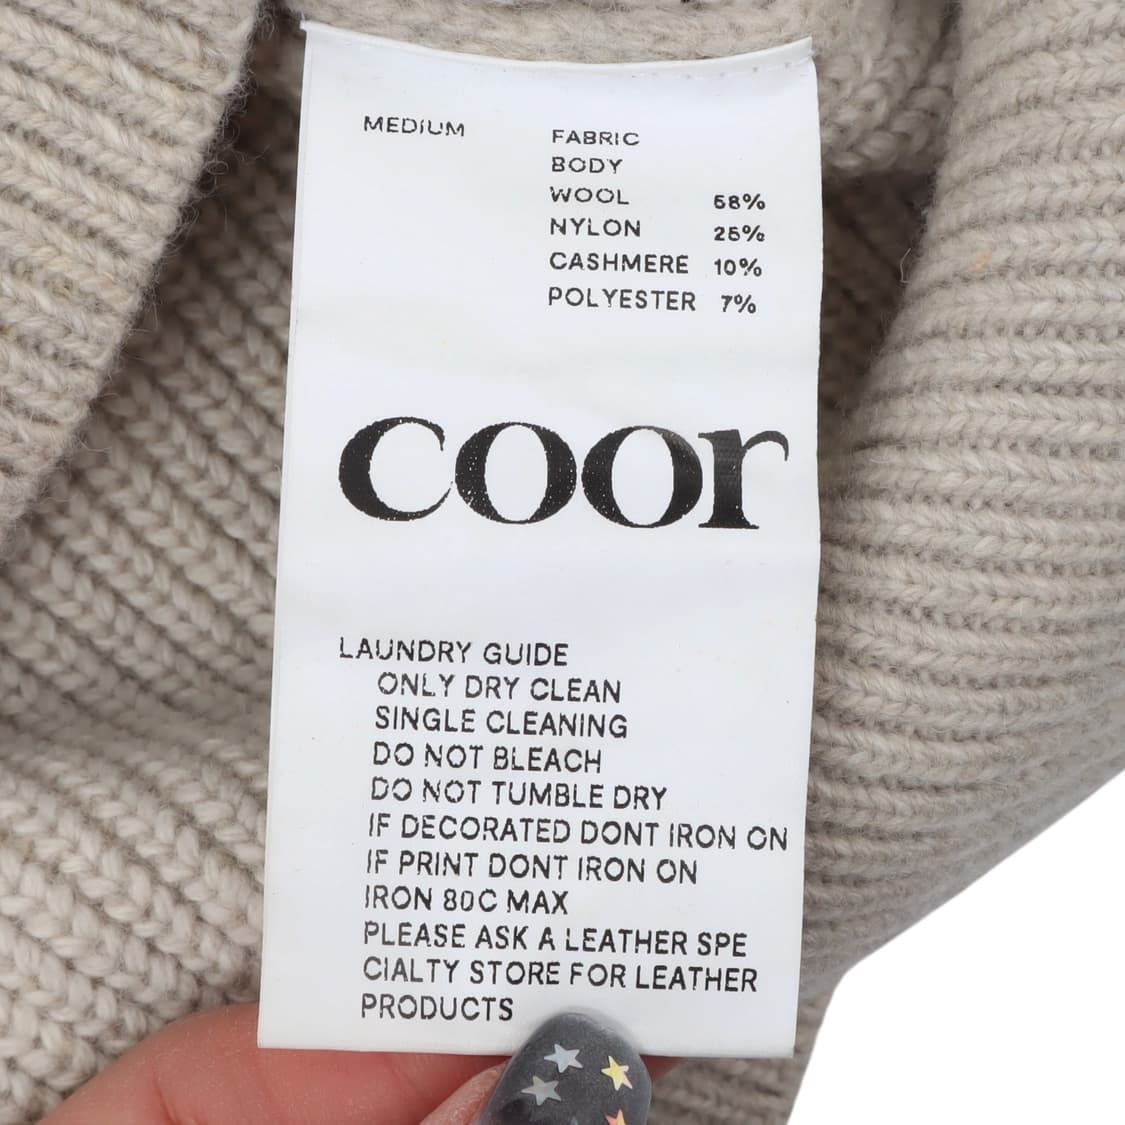 MEDIUM
FABRIC
BODY
WOOL 58%
NYLON 25%
CASHMERE 10%
POLYESTER 7%
coor
LAUNDRY GUIDE
ONLY DRY CLEAN
SINGLE CLEANING
DO NOT BLEACH
DO NOT TUMBLE DRY
IF DECORATED DONT IRON ON
IF PRINT DONT IRON ON
IRON 80C MAX
PLEASE ASK A LEATHER SPE
CIALTY STORE FOR LEATHER
PRODUCTS